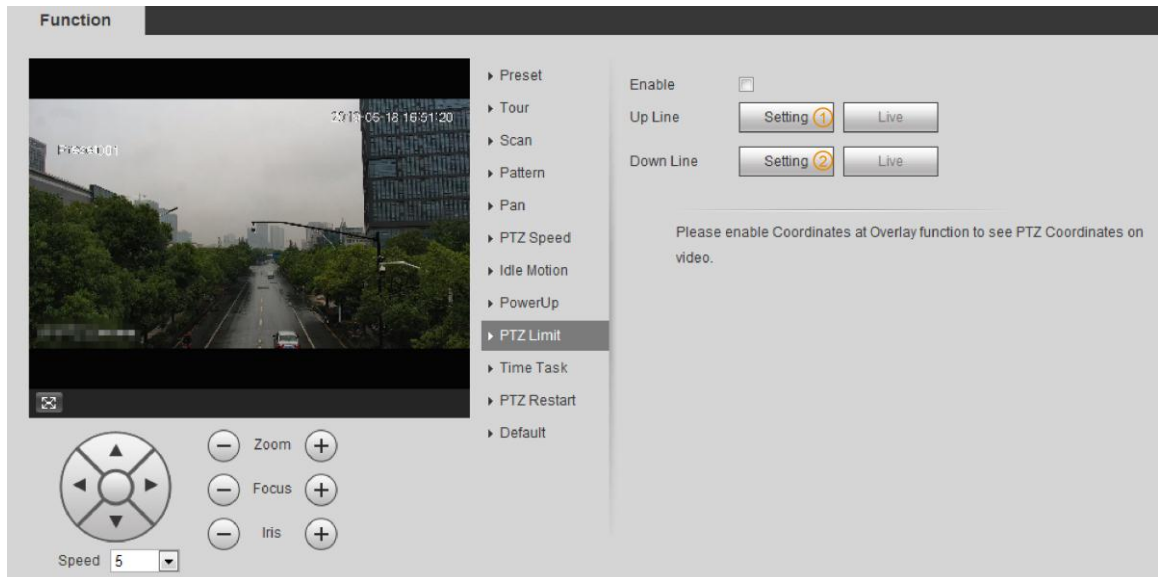 Function
05-18 16:51:20
Preset
Tour
Scan
Pattern
Pan
PTZ Speed
Idle Motion
PowerUp
PTZ Limit
Time Task
PTZ Restart
Default
Enable
Up Line Setting 1 Live
Down Line Setting 2 Live
Please enable Coordinates at Overlay function to see PTZ Coordinates on
video.
Zoom
Focus
Iris
Speed 5